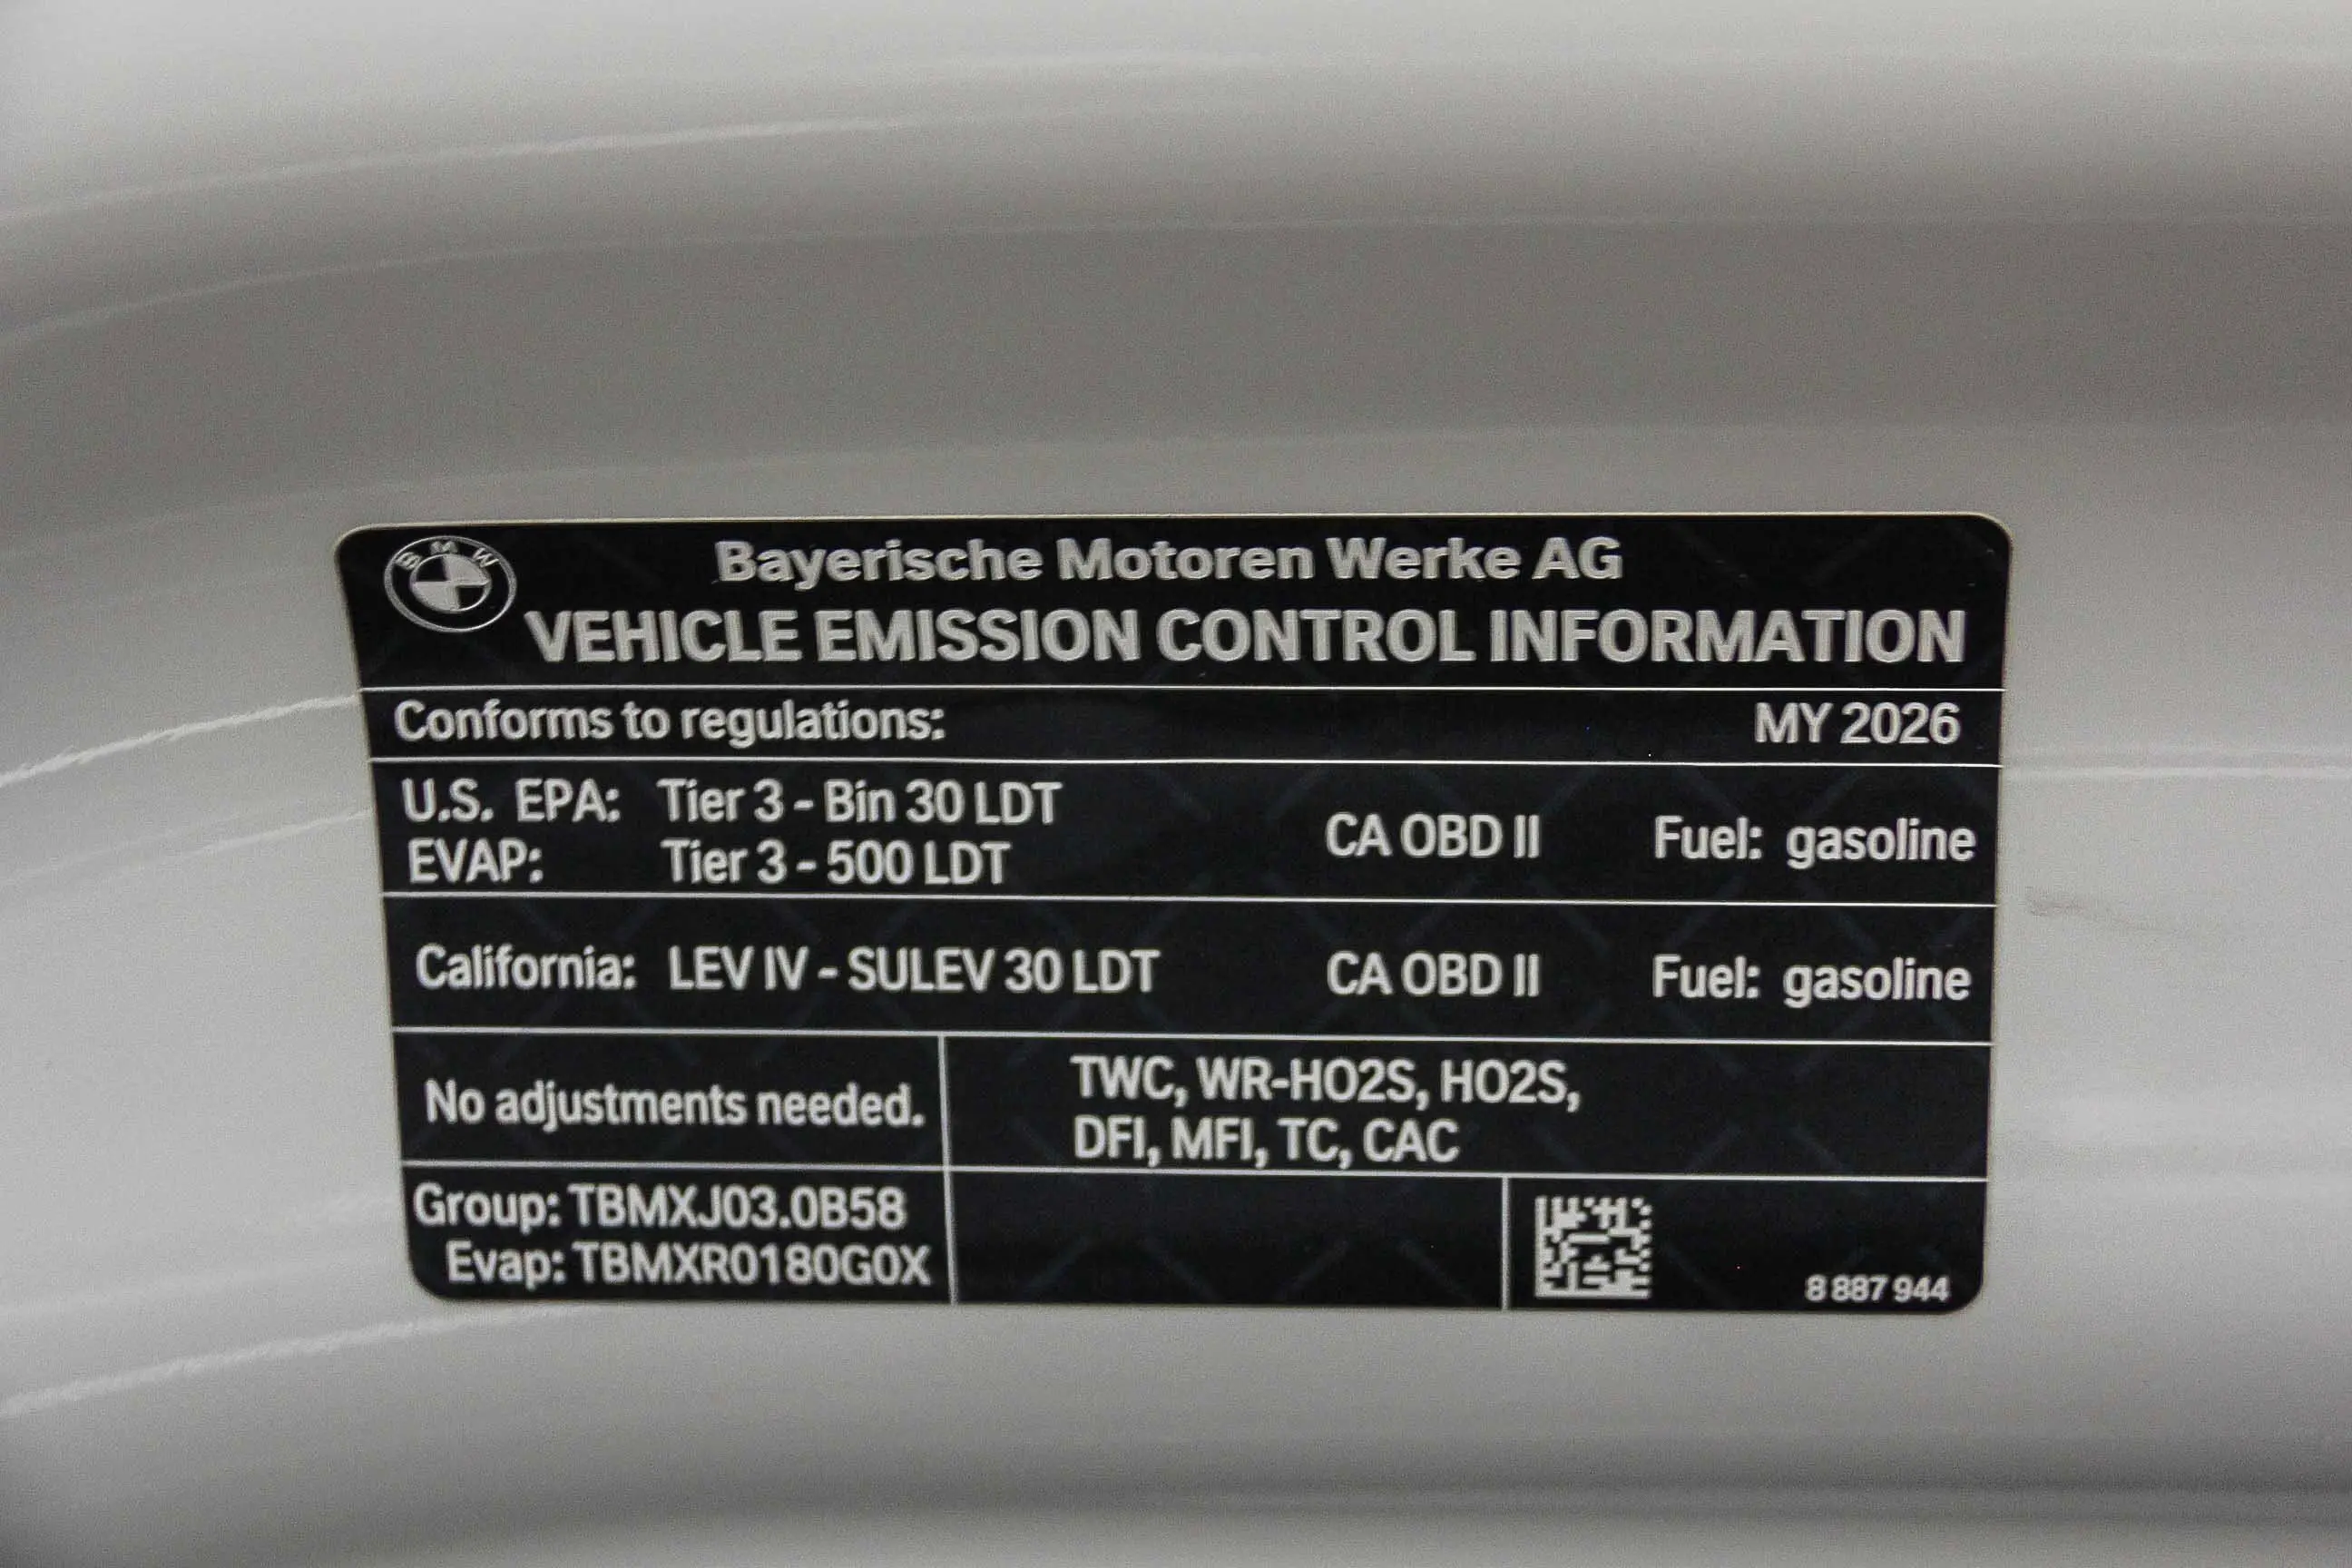 BMW
Bayerische Motoren Werke AG
VEHICLE EMISSION CONTROL INFORMATION
Conforms to regulations: MY 2026
U.S. EPA: Tier 3 - Bin 30 LDT
EVAP: Tier 3 - 500 LDT
CA OBD II Fuel: gasoline
California: LEV IV - SULEV 30 LDT CA OBD II Fuel: gasoline
No adjustments needed.
TWC, WR-HO2S, HO2S,
DFI, MFI, TC, CAC
Group: TBMXJ03.0B58
Evap: TBMXR0180G0X
8 887 944